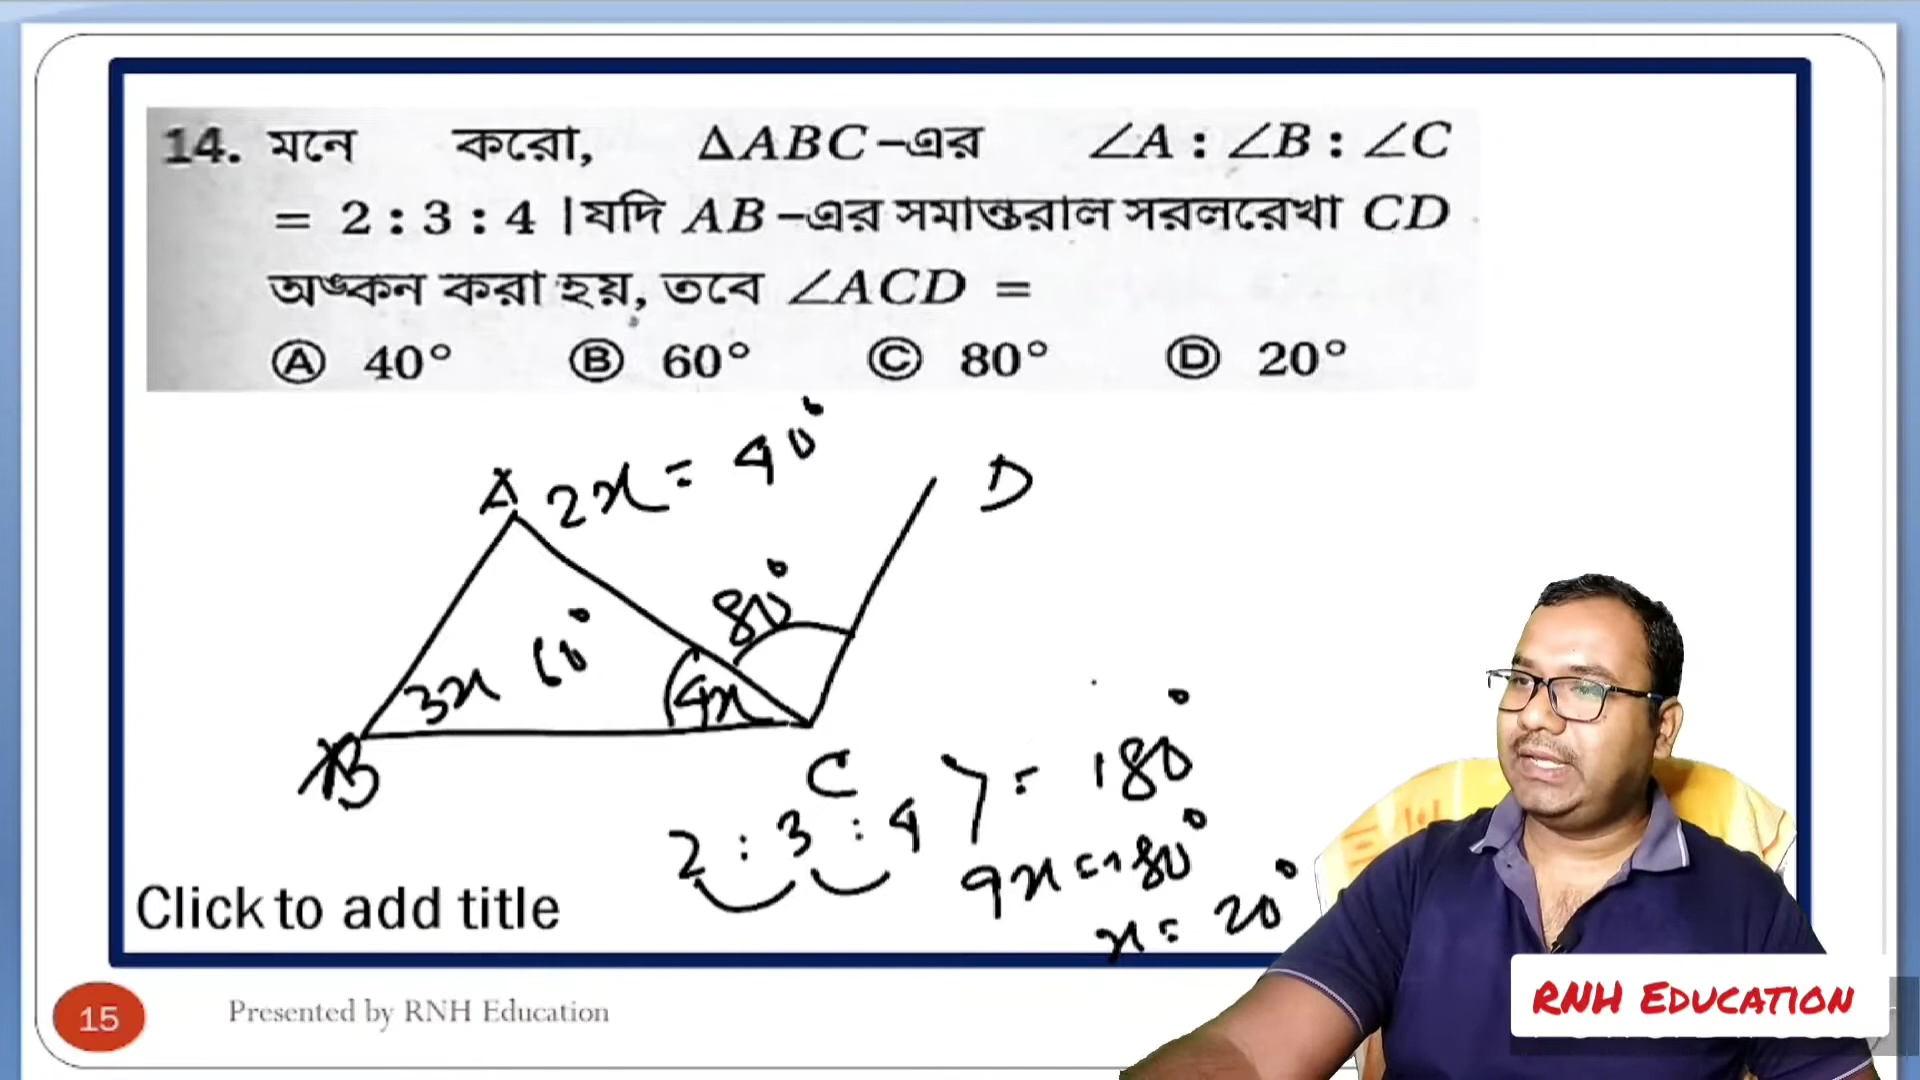 14. মনে করো, ΔABC-এর ∠A : ∠B : ∠C
= 2 : 3 : 4 | যদি AB-এর সমান্তরাল সরলরেখা CD
অঙ্কন করা হয়, তবে ∠ACD =
Ⓐ 40° Ⓑ 60° Ⓒ 80° Ⓓ 20°
A 2x = 40° D
80°
3x 60° 4x
B C
2 : 3 : 4 = 180°
9x = 180°
x = 20°
Click to add title
15 Presented by RNH Education
RNH EDUCATION